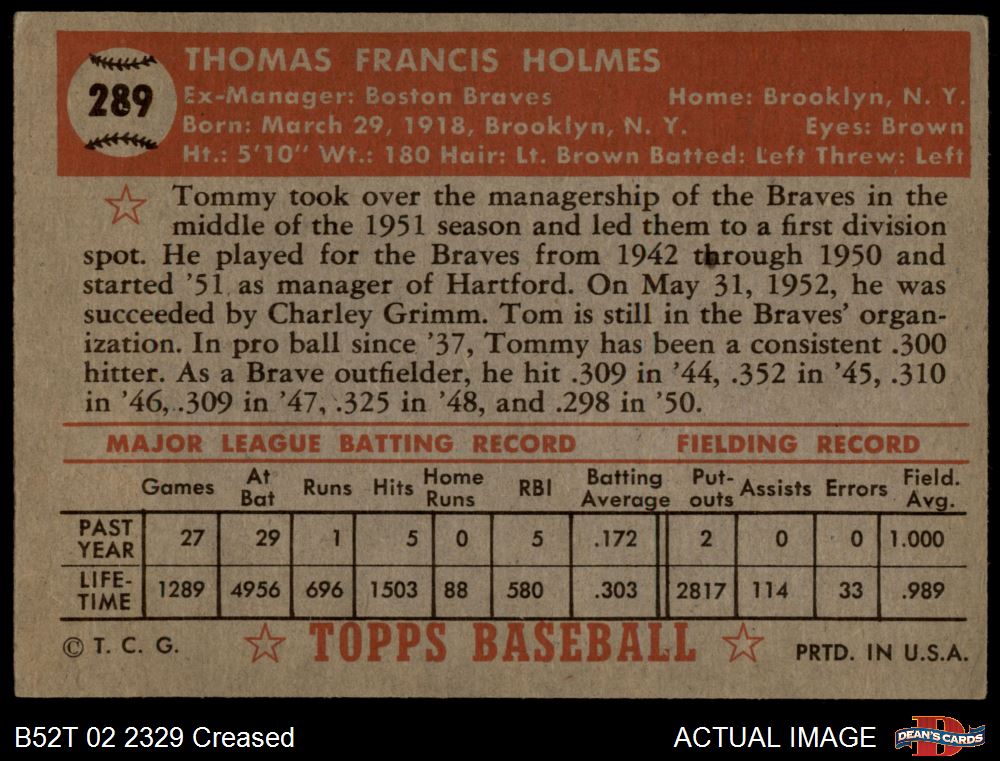 289
THOMAS FRANCIS HOLMES
Ex-Manager: Boston Braves Home: Brooklyn, N. Y.
Born: March 29, 1918, Brooklyn, N. Y. Eyes: Brown
Ht.: 5'10" Wt.: 180 Hair: Lt. Brown Batted: Left Threw: Left
Tommy took over the managership of the Braves in the
middle of the 1951 season and led them to a first division
spot. He played for the Braves from 1942 through 1950 and
started '51 as manager of Hartford. On May 31, 1952, he was
succeeded by Charley Grimm. Tom is still in the Braves' organ-
ization. In pro ball since '37, Tommy has been a consistent .300
hitter. As a Brave outfielder, he hit .309 in '44, .352 in '45, .310
in '46, .309 in '47, .325 in '48, and .298 in '50.
MAJOR LEAGUE BATTING RECORD FIELDING RECORD
Games At Bat Runs Hits Home Runs RBI Batting Average Put-outs Assists Errors Field. Avg.
PAST YEAR 27 29 1 5 0 5 .172 2 0 0 1.000
LIFE-TIME 1289 4956 696 1503 88 580 .303 2817 114 33 .989
© T. C. G. TOPPS BASEBALL PRTD. IN U.S.A.
B52T 02 2329 Creased ACTUAL IMAGE DEAN'S CARDS